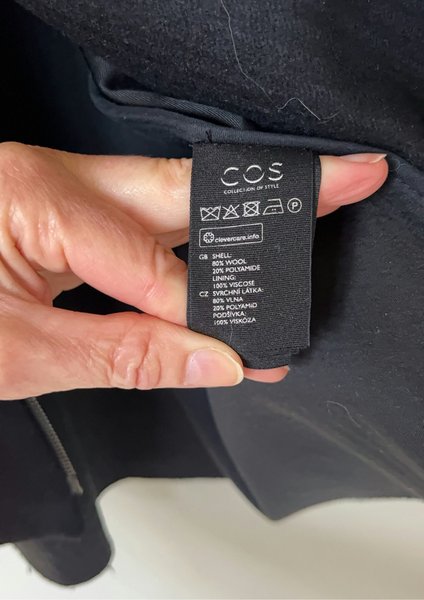 COS
COLLECTION OF STYLE
P
clevercare.info
GB SHELL:
80% WOOL
20% POLYAMIDE
LINING:
100% VISCOSE
CZ SVRCHNÍ LÁTKA:
80% VLNA
20% POLYAMID
PODŠÍVKA:
100% VISKÓZA